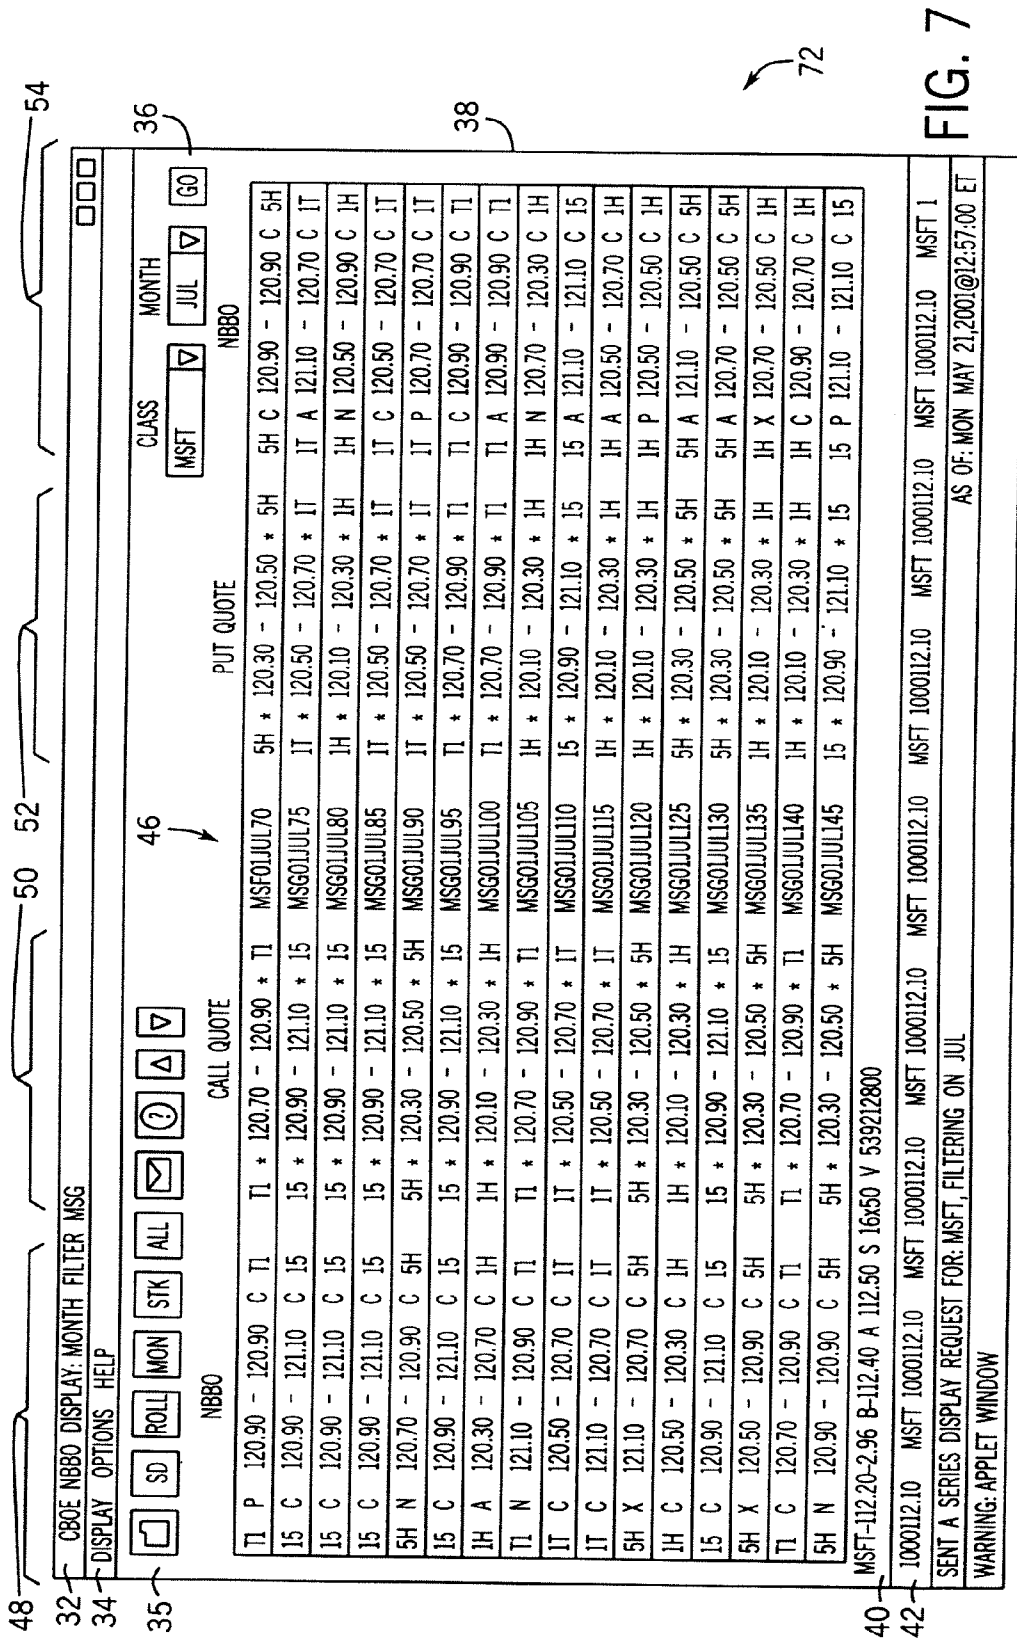 48 50 52 54
32 CBOE NBBO DISPLAY: MONTH FILTER MSG
34 DISPLAY OPTIONS HELP
35 SD ROLL MON STK ALL ? 46 CLASS MSFT MONTH JUL GO 36
NBBO CALL QUOTE PUT QUOTE NBBO
T1 P 120.90 - 120.90 C T1 T1 * 120.70 - 120.90 * T1 MSF01JUL70 5H * 120.30 - 120.50 * 5H 5H C 120.90 - 120.90 C 5H
15 C 120.90 - 121.10 C 15 15 * 120.90 - 121.10 * 15 MSG01JUL75 1T * 120.50 - 120.70 * 1T 1T A 121.10 - 120.70 C 1T
15 C 120.90 - 121.10 C 15 15 * 120.90 - 121.10 * 15 MSG01JUL80 1H * 120.10 - 120.30 * 1H 1H N 120.50 - 120.90 C 1H
15 C 120.90 - 121.10 C 15 15 * 120.90 - 121.10 * 15 MSG01JUL85 1T * 120.50 - 120.70 * 1T 1T C 120.50 - 120.70 C 1T
5H N 120.70 - 120.90 C 5H 5H * 120.30 - 120.50 * 5H MSG01JUL90 1T * 120.50 - 120.70 * 1T 1T P 120.70 - 120.70 C 1T
15 C 120.90 - 121.10 C 15 15 * 120.90 - 121.10 * 15 MSG01JUL95 T1 * 120.70 - 120.90 * T1 T1 C 120.90 - 120.90 C T1
1H A 120.30 - 120.70 C 1H 1H * 120.10 - 120.30 * 1H MSG01JUL100 T1 * 120.70 - 120.90 * T1 T1 A 120.90 - 120.90 C T1
T1 N 121.10 - 120.90 C T1 T1 * 120.70 - 120.90 * T1 MSG01JUL105 1H * 120.10 - 120.30 * 1H 1H N 120.70 - 120.30 C 1H
1T C 120.50 - 120.70 C 1T 1T * 120.50 - 120.70 * 1T MSG01JUL110 15 * 120.90 - 121.10 * 15 15 A 121.10 - 121.10 C 15
1T C 121.10 - 120.70 C 1T 1T * 120.50 - 120.70 * 1T MSG01JUL115 1H * 120.10 - 120.30 * 1H 1H A 120.50 - 120.70 C 1H
5H X 121.10 - 120.70 C 5H 5H * 120.30 - 120.50 * 5H MSG01JUL120 1H * 120.10 - 120.30 * 1H 1H P 120.50 - 120.50 C 1H
1H C 120.50 - 120.30 C 1H 1H * 120.10 - 120.30 * 1H MSG01JUL125 5H * 120.30 - 120.50 * 5H 5H A 121.10 - 120.50 C 5H
15 C 120.90 - 121.10 C 15 15 * 120.90 - 121.10 * 15 MSG01JUL130 5H * 120.30 - 120.50 * 5H 5H A 120.70 - 120.50 C 5H
5H X 120.50 - 120.90 C 5H 5H * 120.30 - 120.50 * 5H MSG01JUL135 1H * 120.10 - 120.30 * 1H 1H X 120.70 - 120.50 C 1H
T1 C 120.70 - 120.90 C T1 T1 * 120.70 - 120.90 * T1 MSG01JUL140 1H * 120.10 - 120.30 * 1H 1H C 120.90 - 120.70 C 1H
5H N 120.90 - 120.90 C 5H 5H * 120.30 - 120.50 * 5H MSG01JUL145 15 * 120.90 - 121.10 * 15 15 P 121.10 - 121.10 C 15
38
40 MSFT-112.20-2.96 B-112.40 A 112.50 S 16x50 V 539212800
42 1000112.10 MSFT 1000112.10 MSFT 1000112.10 MSFT 1000112.10 MSFT 1000112.10 MSFT 1000112.10 MSFT 1000112.10 MSFT 1000112.10 MSFT 1
SENT A SERIES DISPLAY REQUEST FOR: MSFT, FILTERING ON JUL AS OF: MON MAY 21,2001@12:57:00 ET
WARNING: APPLET WINDOW
72
FIG. 7